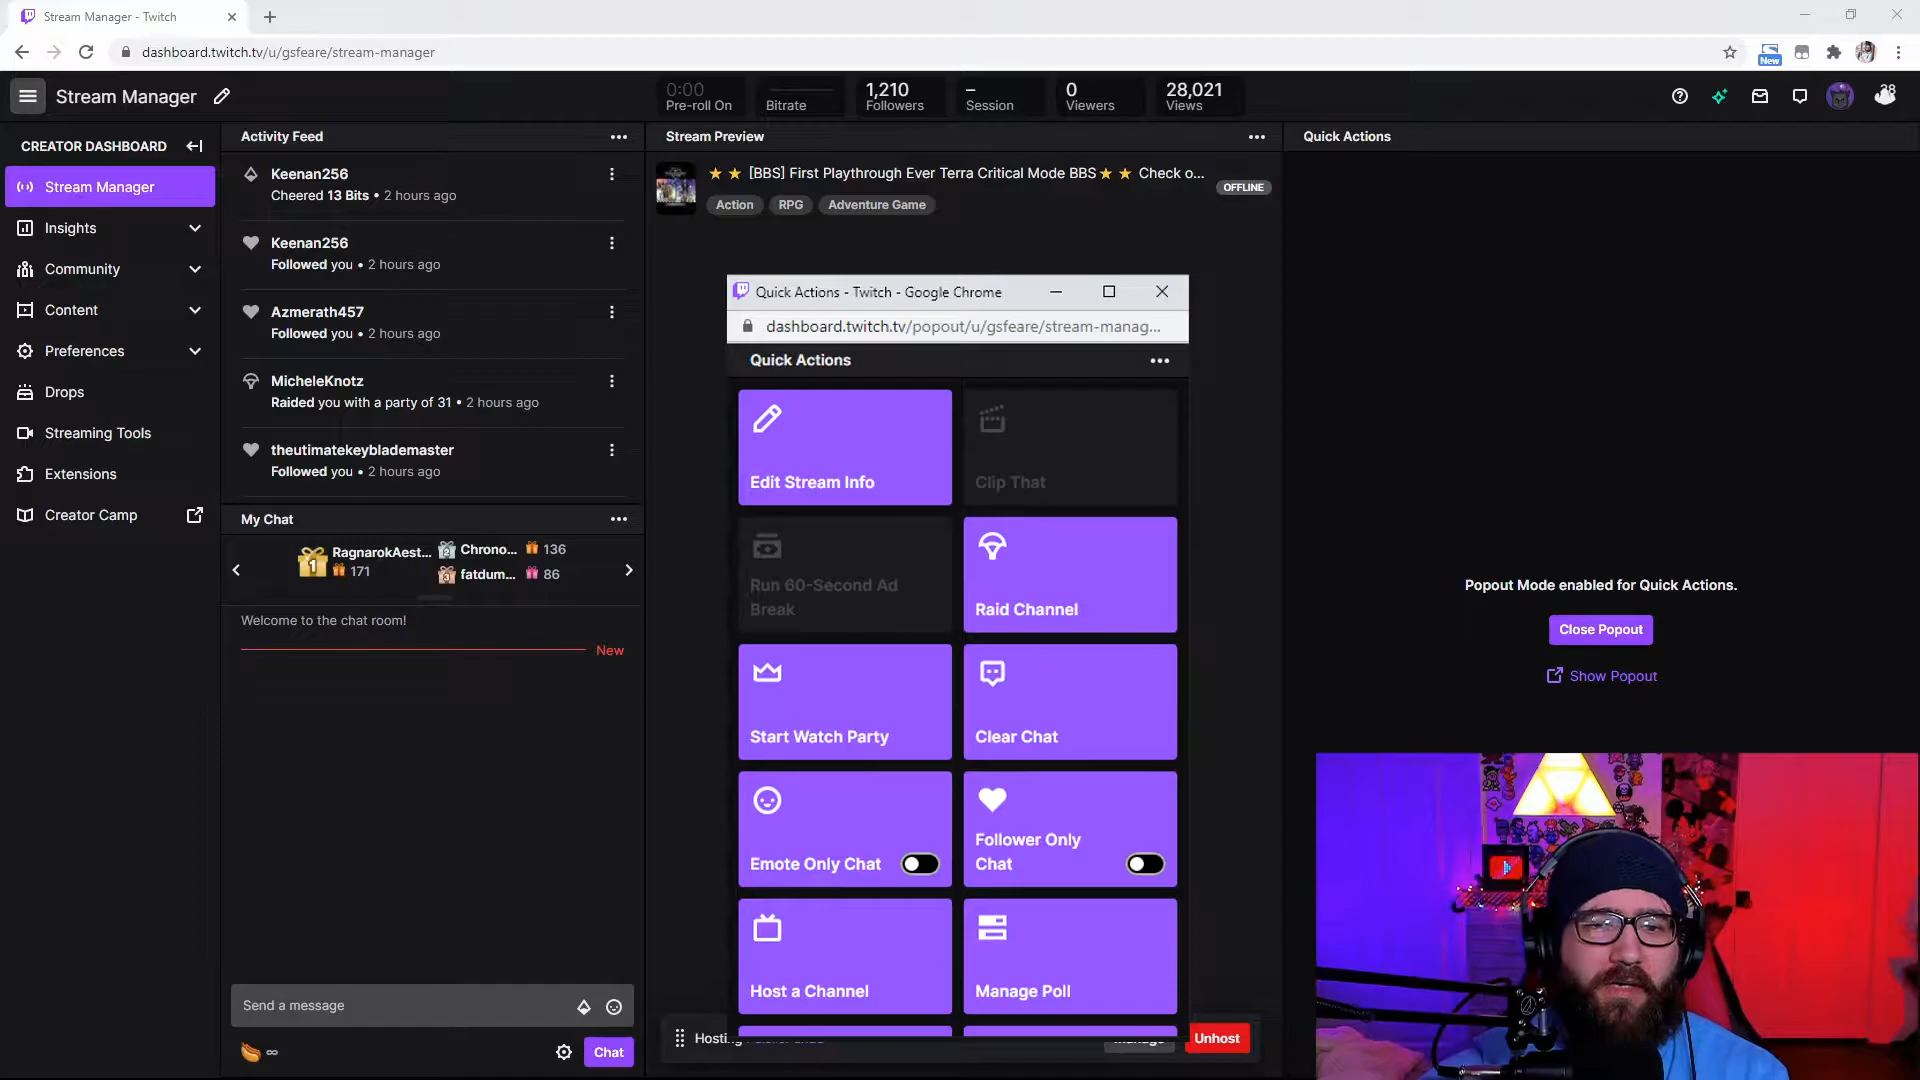 Stream Manager - Twitch
dashboard.twitch.tv/u/gsfeare/stream-manager
New
Stream Manager
0:00
Pre-roll On
Bitrate
1,210
Followers
–
Session
0
Viewers
28,021
Views
28
CREATOR DASHBOARD
Stream Manager
Insights
Community
Content
Preferences
Drops
Streaming Tools
Extensions
Creator Camp
Activity Feed
Keenan256
Cheered 13 Bits • 2 hours ago
Keenan256
Followed you • 2 hours ago
Azmerath457
Followed you • 2 hours ago
MicheleKnotz
Raided you with a party of 31 • 2 hours ago
theutimatekeyblademaster
Followed you • 2 hours ago
My Chat
1 RagnarokAest...
171
2 Chrono... 136
3 fatdum... 86
Welcome to the chat room!
New
Send a message
∞
Chat
Stream Preview
★ ★ [BBS] First Playthrough Ever Terra Critical Mode BBS★ ★ Check o...
OFFLINE
Action RPG Adventure Game
Quick Actions - Twitch - Google Chrome
dashboard.twitch.tv/popout/u/gsfeare/stream-manag...
Quick Actions
Edit Stream Info
Clip That
Run 60-Second Ad
Break
Raid Channel
Start Watch Party
Clear Chat
Emote Only Chat
Follower Only
Chat
Host a Channel
Manage Poll
Hosting
Manage
Unhost
Quick Actions
Popout Mode enabled for Quick Actions.
Close Popout
Show Popout